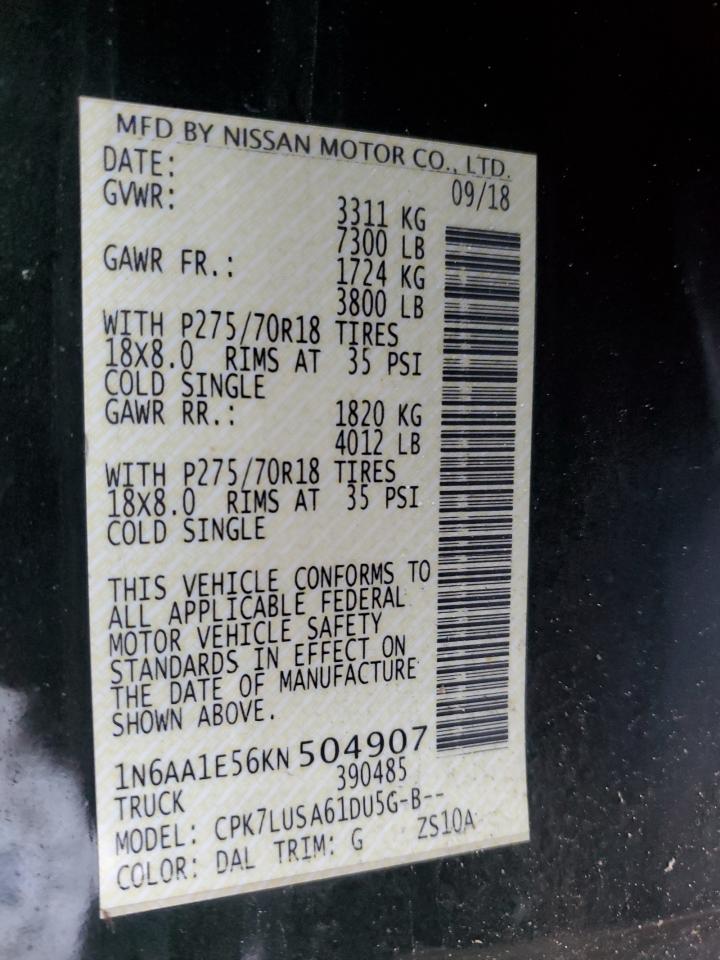 MFD BY NISSAN MOTOR CO., LTD.
DATE: 09/18
GVWR: 3311 KG
7300 LB
GAWR FR.: 1724 KG
3800 LB
WITH P275/70R18 TIRES
18X8.0 RIMS AT 35 PSI
COLD SINGLE
GAWR RR.: 1820 KG
4012 LB
WITH P275/70R18 TIRES
18X8.0 RIMS AT 35 PSI
COLD SINGLE
THIS VEHICLE CONFORMS TO
ALL APPLICABLE FEDERAL
MOTOR VEHICLE SAFETY
STANDARDS IN EFFECT ON
THE DATE OF MANUFACTURE
SHOWN ABOVE.
1N6AA1E56KN504907
TRUCK 390485
MODEL: CPK7LUSA61DU5G-B--
COLOR: DAL TRIM: G ZS10A